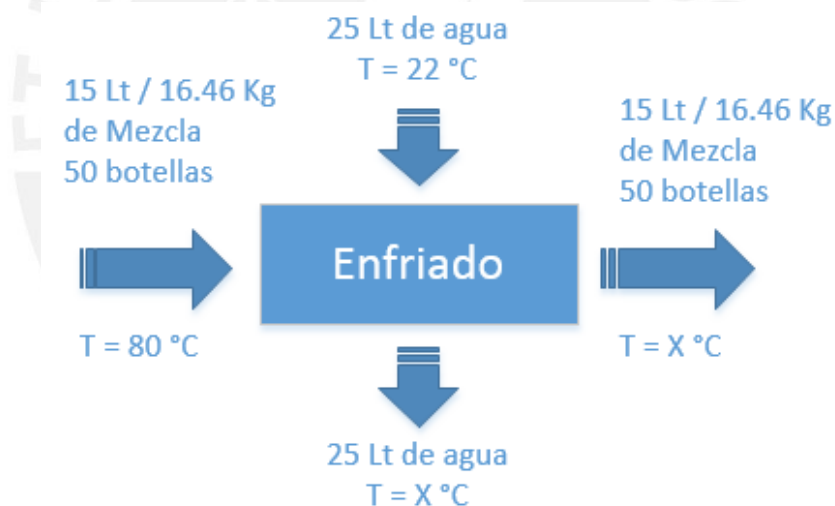 25 Lt de agua
T = 22 °C
15 Lt / 16.46 Kg
de Mezcla
50 botellas
15 Lt / 16.46 Kg
de Mezcla
50 botellas
Enfriado
T = 80 °C
T = X °C
25 Lt de agua
T = X °C